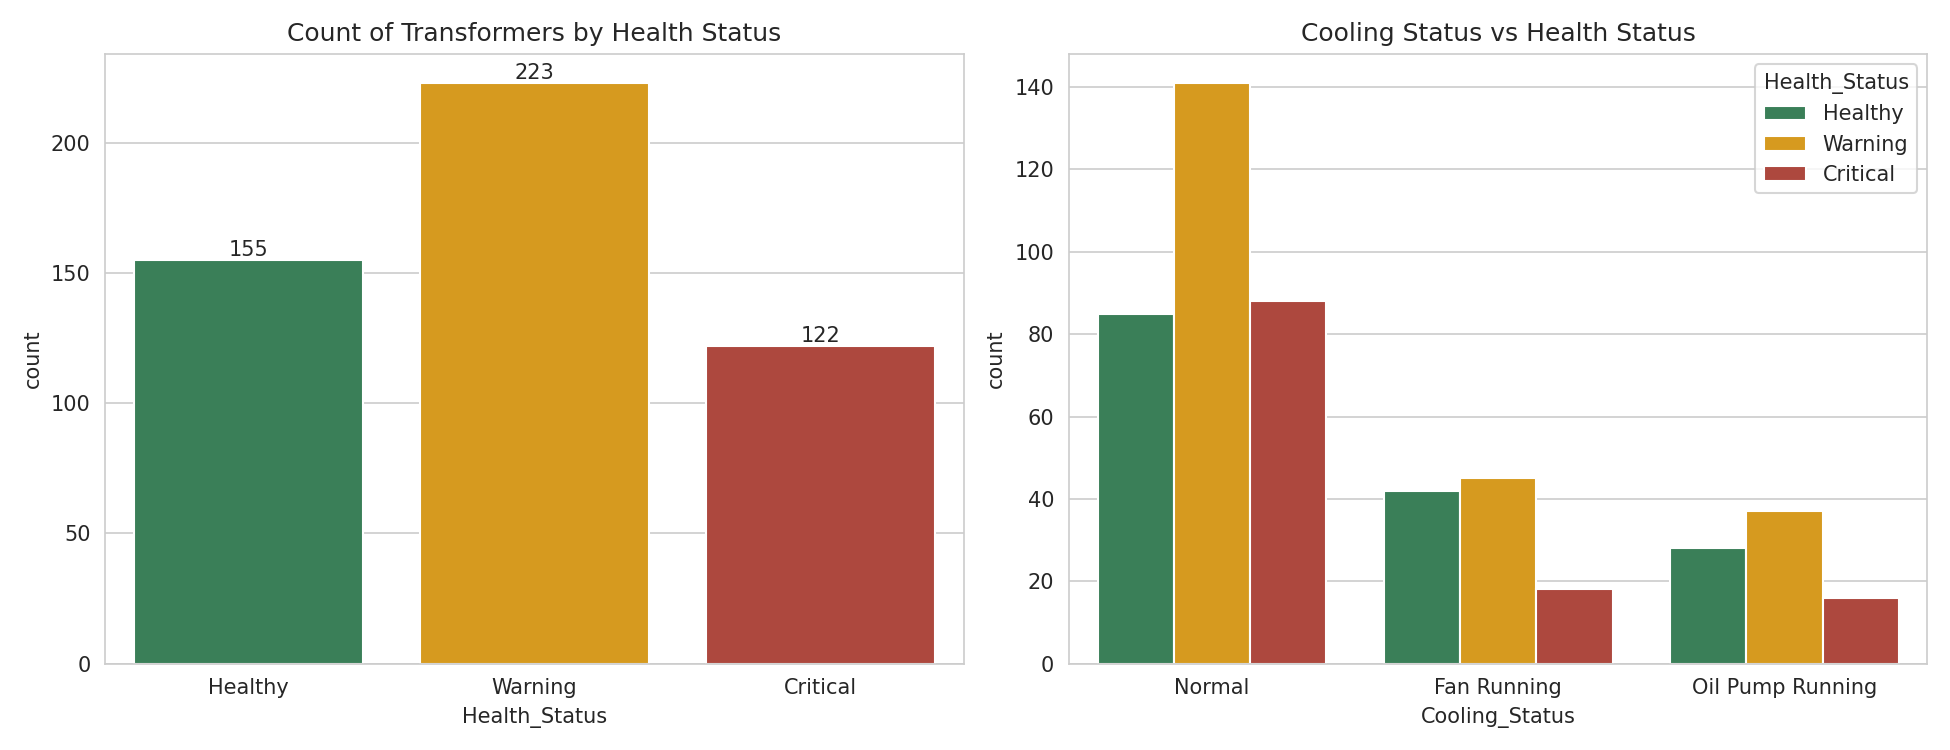 Count of Transformers by Health Status
223
155
122
200
150
100
50
0
count
Healthy
Warning
Critical
Health_Status
Cooling Status vs Health Status
Health_Status
Healthy
Warning
Critical
140
120
100
80
60
40
20
0
count
Normal
Fan Running
Oil Pump Running
Cooling_Status